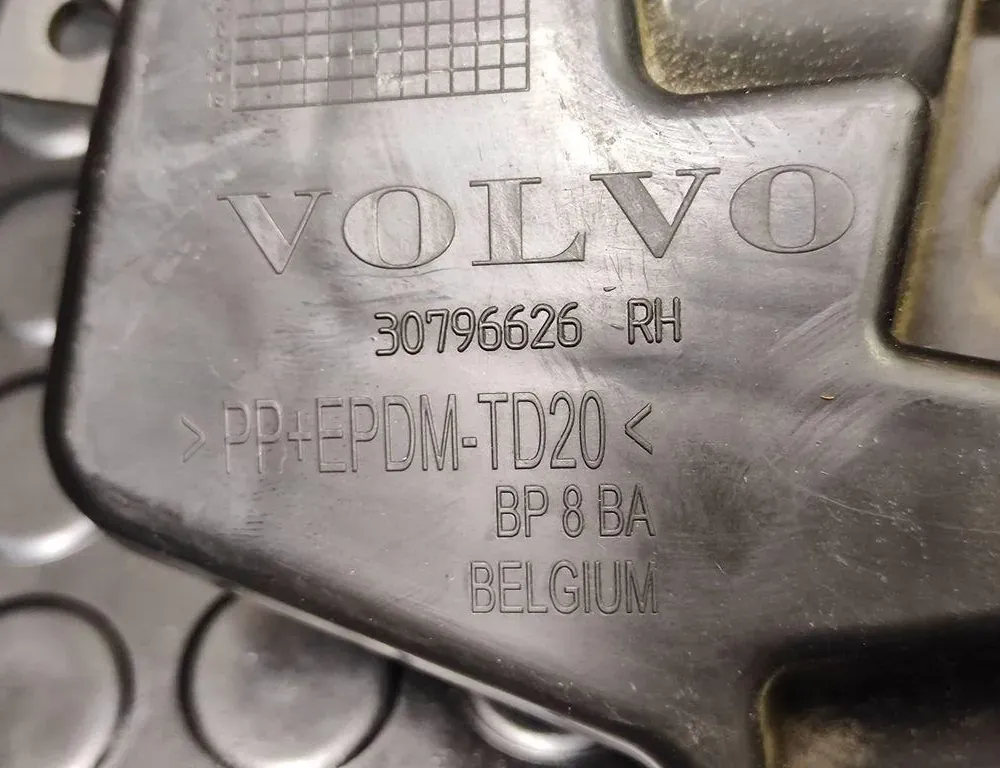 VOLVO
30796626 RH
>PP+EPDM-TD20<
BP 8 BA
BELGIUM